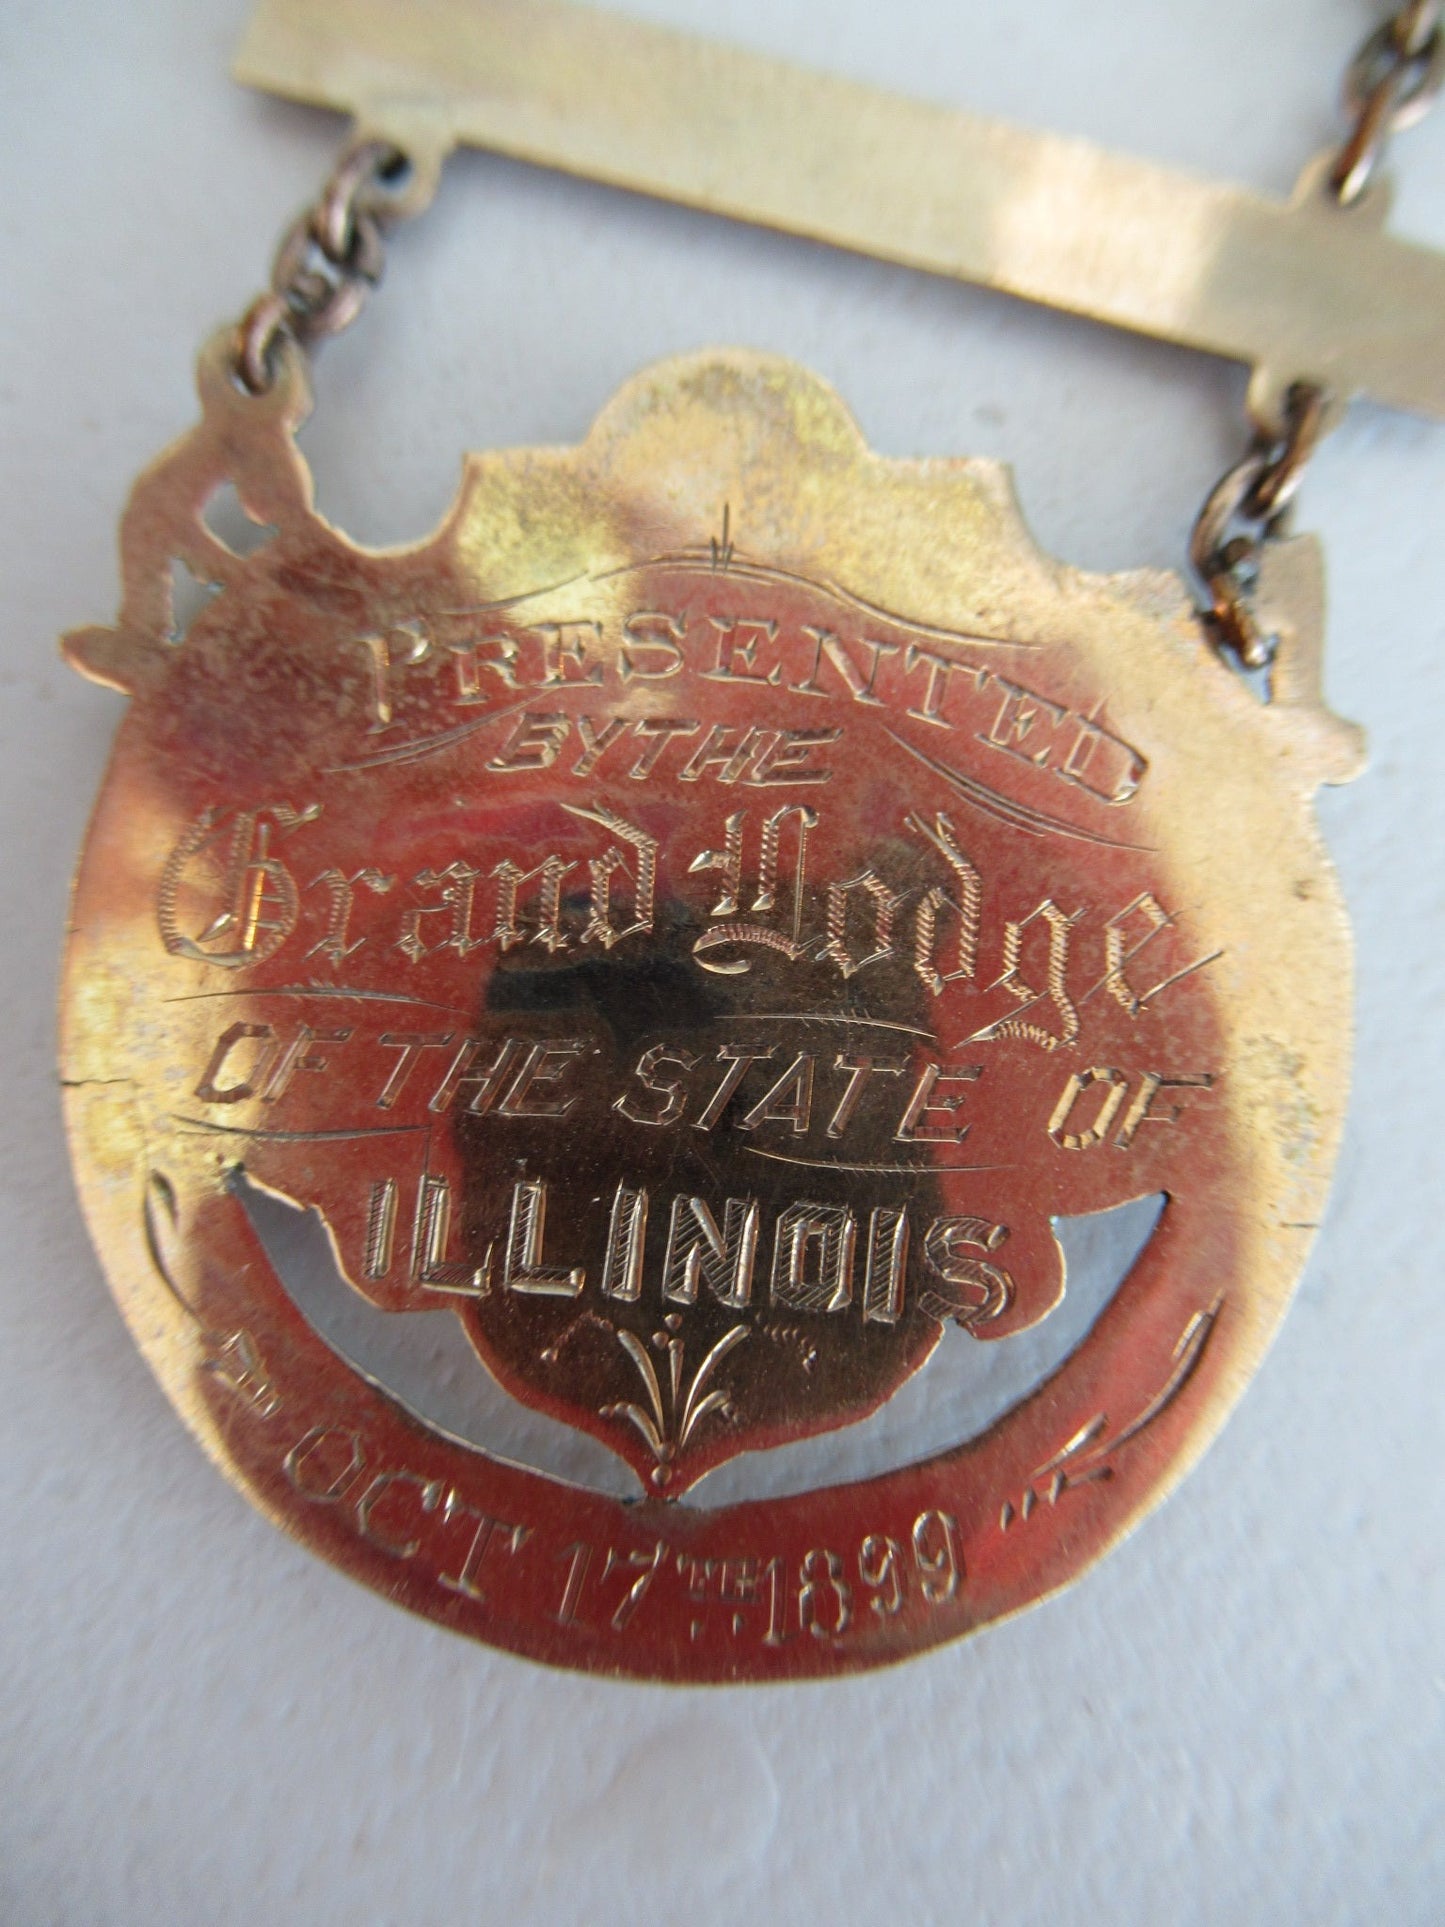 PRESENTED
BY THE
Grand Lodge
OF THE STATE OF
ILLINOIS
OCT 17TH 1899